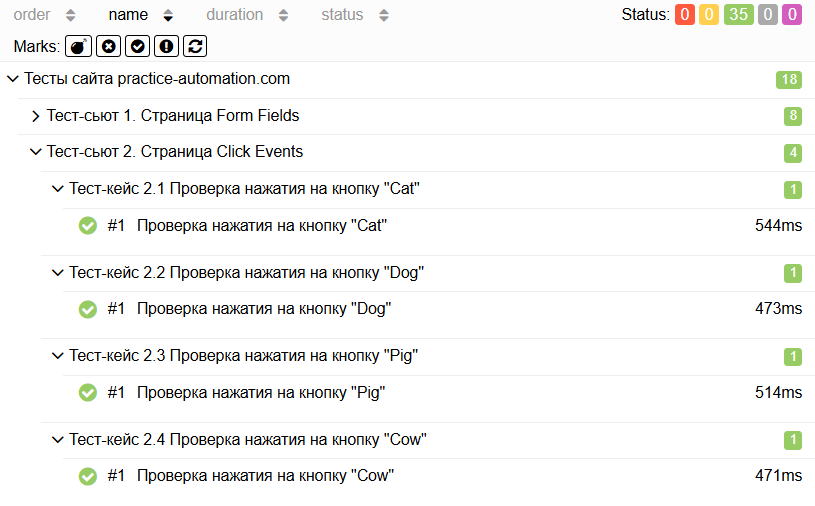 order name duration status Status: 0 0 35 0 0
Marks:
Тесты сайта practice-automation.com 18
Тест-сьют 1. Страница Form Fields 8
Тест-сьют 2. Страница Click Events 4
Тест-кейс 2.1 Проверка нажатия на кнопку "Cat" 1
#1 Проверка нажатия на кнопку "Cat" 544ms
Тест-кейс 2.2 Проверка нажатия на кнопку "Dog" 1
#1 Проверка нажатия на кнопку "Dog" 473ms
Тест-кейс 2.3 Проверка нажатия на кнопку "Pig" 1
#1 Проверка нажатия на кнопку "Pig" 514ms
Тест-кейс 2.4 Проверка нажатия на кнопку "Cow" 1
#1 Проверка нажатия на кнопку "Cow" 471ms